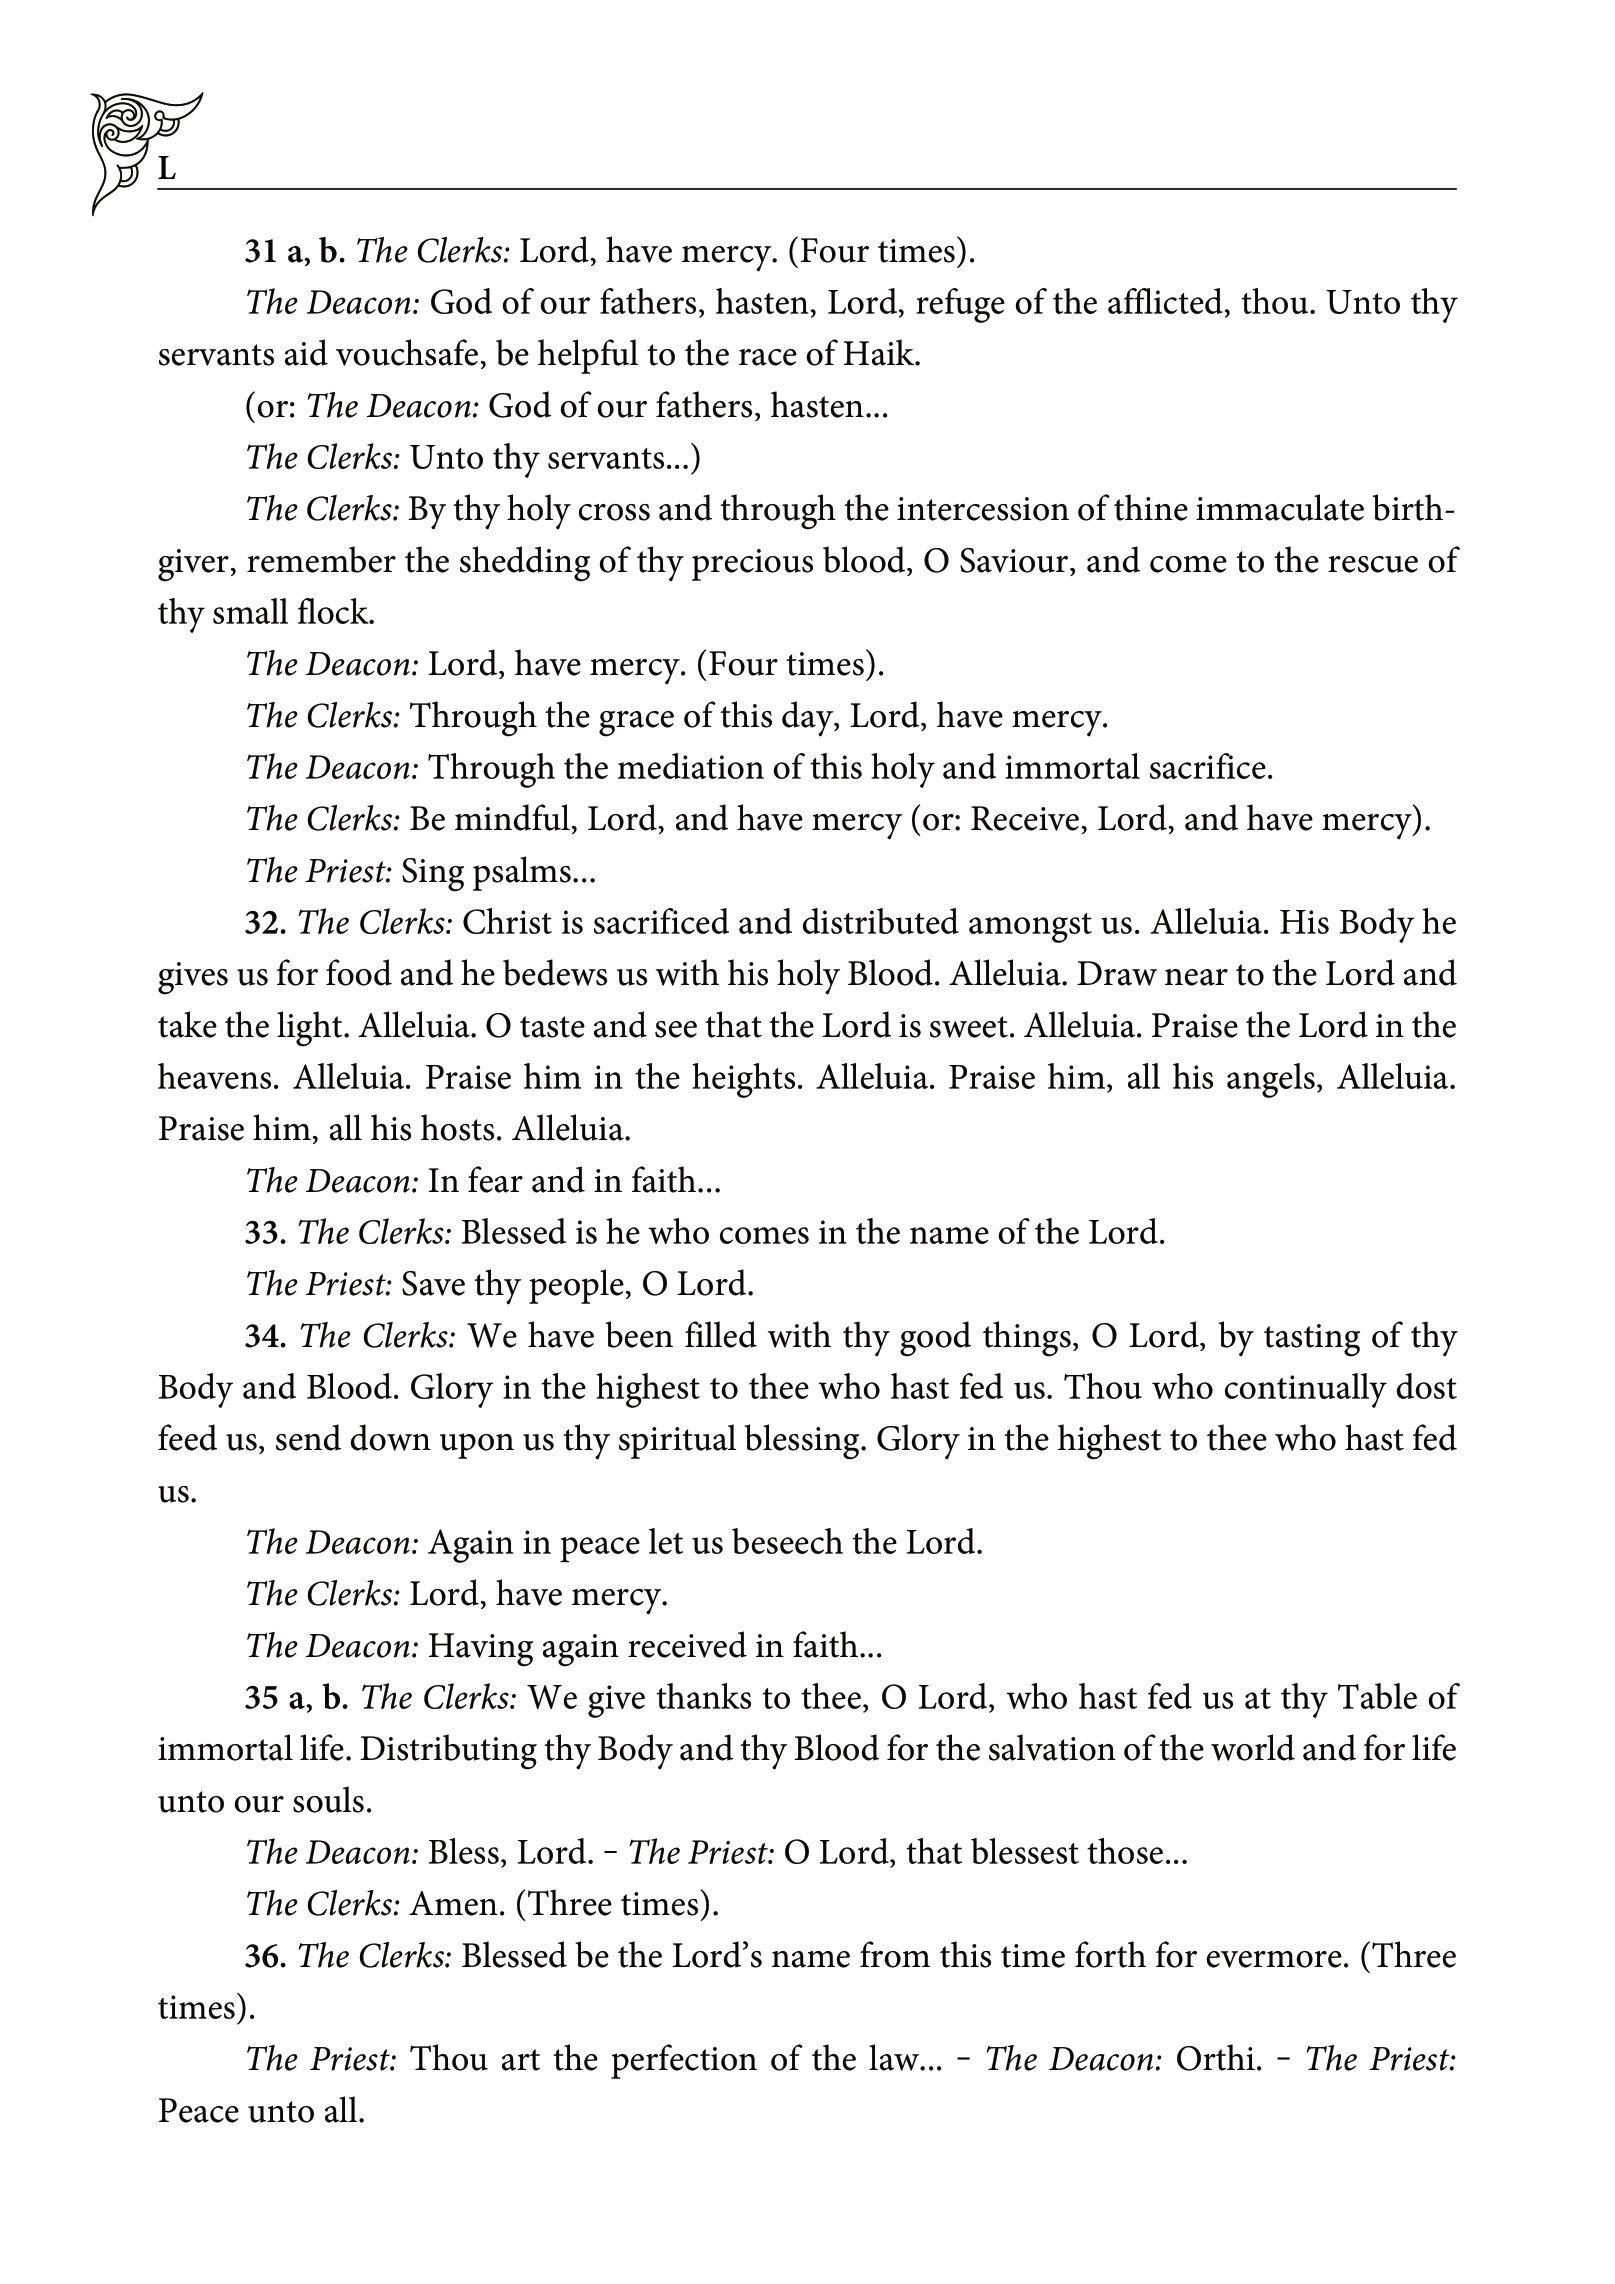 L
31 a, b. The Clerks: Lord, have mercy. (Four times).
The Deacon: God of our fathers, hasten, Lord, refuge of the afflicted, thou. Unto thy
servants aid vouchsafe, be helpful to the race of Haik.
(or: The Deacon: God of our fathers, hasten...
The Clerks: Unto thy servants...)
The Clerks: By thy holy cross and through the intercession of thine immaculate birth-
giver, remember the shedding of thy precious blood, O Saviour, and come to the rescue of
thy small flock.
The Deacon: Lord, have mercy. (Four times).
The Clerks: Through the grace of this day, Lord, have mercy.
The Deacon: Through the mediation of this holy and immortal sacrifice.
The Clerks: Be mindful, Lord, and have mercy (or: Receive, Lord, and have mercy).
The Priest: Sing psalms...
32. The Clerks: Christ is sacrificed and distributed amongst us. Alleluia. His Body he
gives us for food and he bedews us with his holy Blood. Alleluia. Draw near to the Lord and
take the light. Alleluia. O taste and see that the Lord is sweet. Alleluia. Praise the Lord in the
heavens. Alleluia. Praise him in the heights. Alleluia. Praise him, all his angels, Alleluia.
Praise him, all his hosts. Alleluia.
The Deacon: In fear and in faith...
33. The Clerks: Blessed is he who comes in the name of the Lord.
The Priest: Save thy people, O Lord.
34. The Clerks: We have been filled with thy good things, O Lord, by tasting of thy
Body and Blood. Glory in the highest to thee who hast fed us. Thou who continually dost
feed us, send down upon us thy spiritual blessing. Glory in the highest to thee who hast fed
us.
The Deacon: Again in peace let us beseech the Lord.
The Clerks: Lord, have mercy.
The Deacon: Having again received in faith...
35 a, b. The Clerks: We give thanks to thee, O Lord, who hast fed us at thy Table of
immortal life. Distributing thy Body and thy Blood for the salvation of the world and for life
unto our souls.
The Deacon: Bless, Lord. – The Priest: O Lord, that blessest those...
The Clerks: Amen. (Three times).
36. The Clerks: Blessed be the Lord’s name from this time forth for evermore. (Three
times).
The Priest: Thou art the perfection of the law... – The Deacon: Orthi. – The Priest:
Peace unto all.